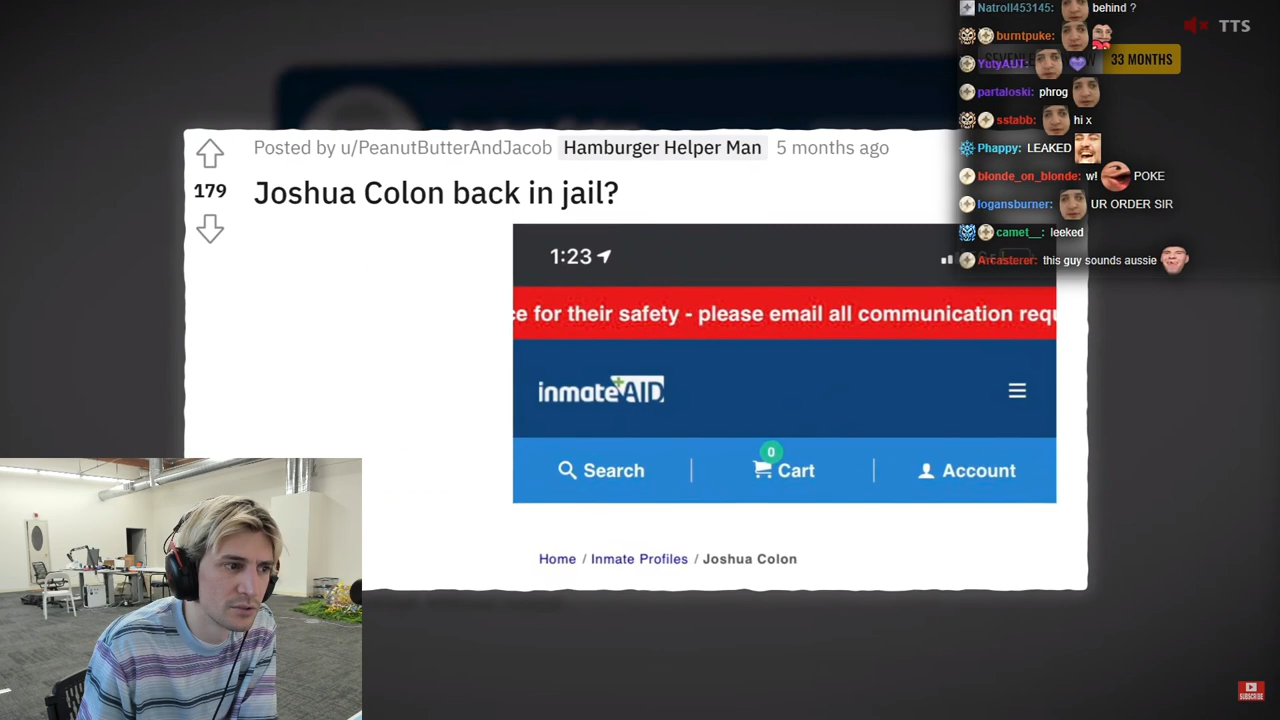 Natroll453145: behind ?
burntpuke:
YutyAUT:
33 MONTHS
partaloski: phrog
sstabb: hi x
Phappy: LEAKED
blonde_on_blonde: w! POKE
logansburner: UR ORDER SIR
camet__: leeked
Arcasterer: this guy sounds aussie
TTS
Posted by u/PeanutButterAndJacob Hamburger Helper Man 5 months ago
179
Joshua Colon back in jail?
1:23
ce for their safety - please email all communication requ
inmateAID
0
Search
Cart
Account
Home / Inmate Profiles / Joshua Colon
SUBSCRIBE